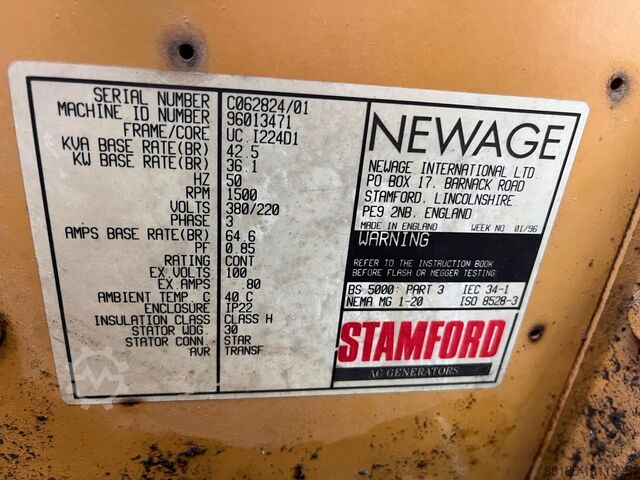 SERIAL NUMBER C062824/01
MACHINE ID NUMBER 96013471
FRAME/CORE UC I224D1
KVA BASE RATE(BR) 42.5
KW BASE RATE(BR) 36.1
HZ 50
RPM 1500
VOLTS 380/220
PHASE 3
AMPS BASE RATE(BR) 64.6
PF 0.85
RATING CONT
EX VOLTS 100
EX AMPS .80
AMBIENT TEMP. C 40 C
ENCLOSURE IP22
INSULATION CLASS CLASS H
STATOR WDG. 30
STATOR CONN. STAR
AVR TRANSF
NEWAGE
NEWAGE INTERNATIONAL LTD.
PO BOX 17. BARNACK ROAD
STAMFORD, LINCOLNSHIRE
PE9 2NB, ENGLAND
MADE IN ENGLAND WEEK NO 01/96
WARNING
REFER TO THE INSTRUCTION BOOK
BEFORE FLASH OR MEGGER TESTING
BS 5000: PART 3 IEC 34-1
NEMA MG 1-20 ISO 8528-3
STAMFORD
AC GENERATORS